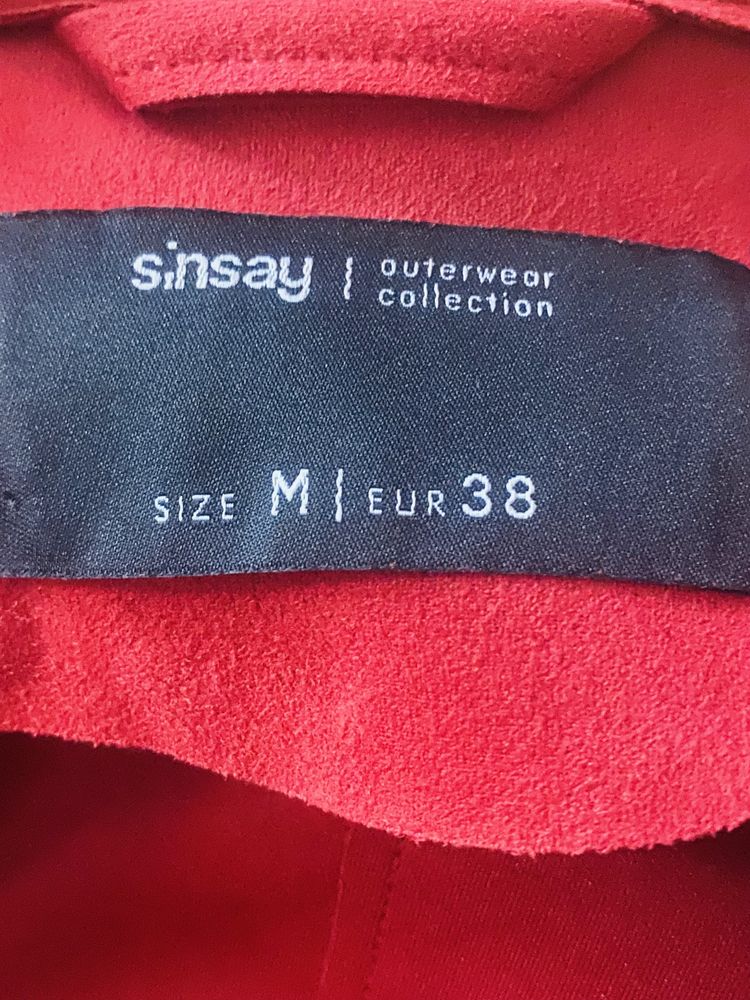 sinsay | outerwear
collection
SIZE M | EUR 38